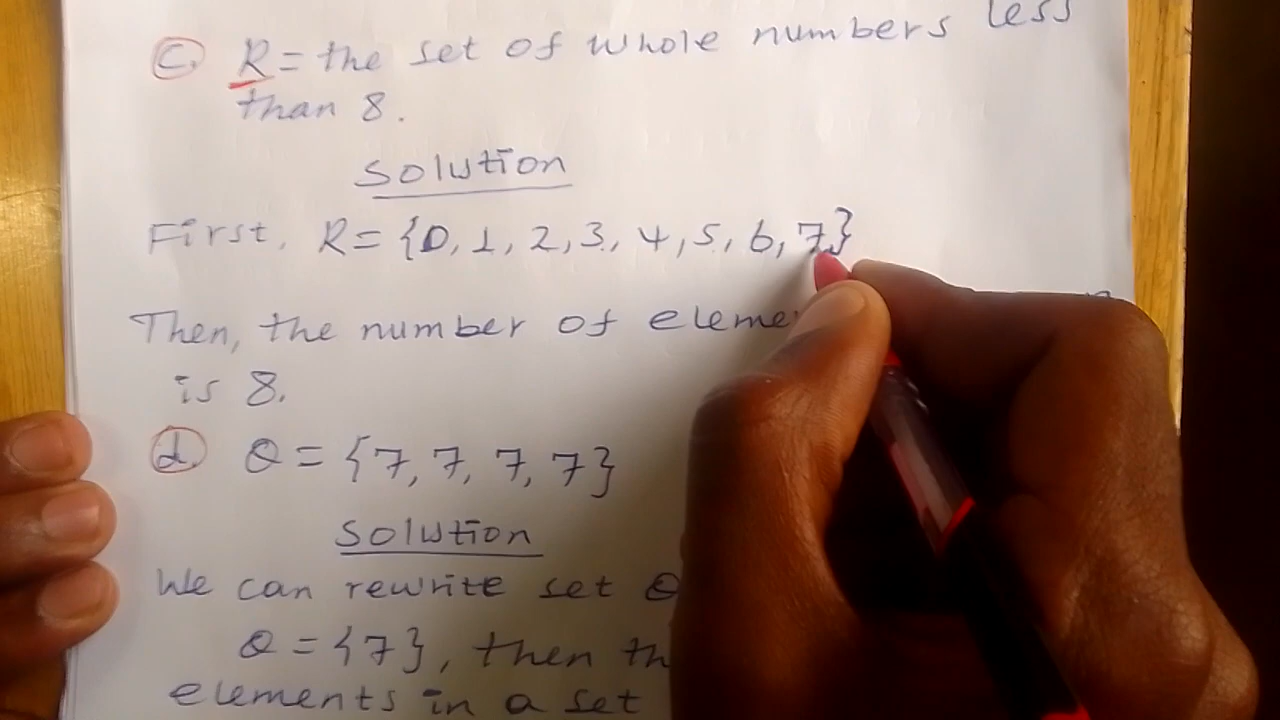 c. R = the set of whole numbers less
than 8.
Solution
First, R = {0, 1, 2, 3, 4, 5, 6, 7}
Then, the number of
is 8.
d. Q = {7, 7, 7, 7}
Solution
We can rewrite set Q
Q = {7}, then
elements in a set